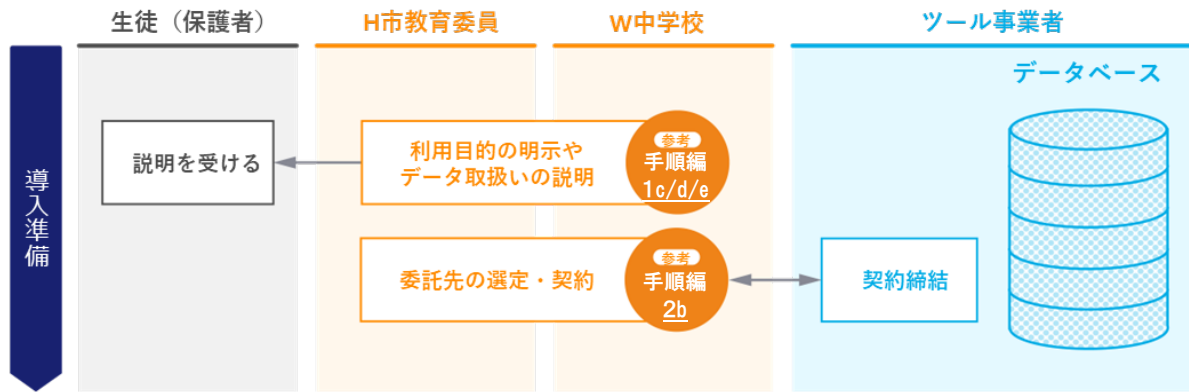 生徒（保護者）
H市教育委員
W中学校
ツール事業者
データベース
導入準備
説明を受ける
利用目的の明示や
データ取扱いの説明
参考
手順編
1c/d/e
委託先の選定・契約
参考
手順編
2b
契約締結